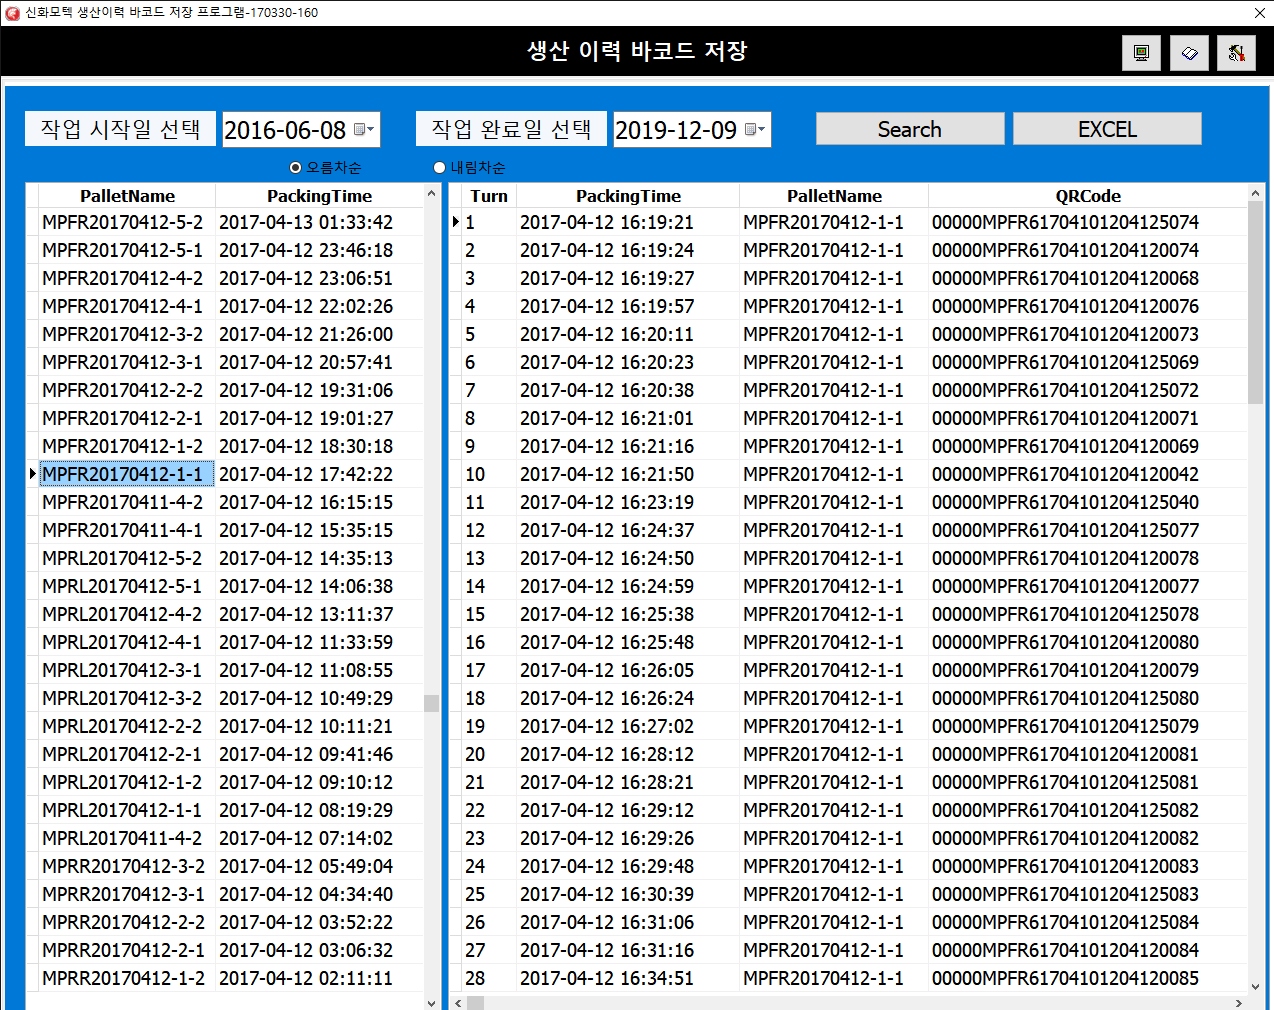 신화모텍 생산이력 바코드 저장 프로그램-170330-160
생산 이력 바코드 저장
작업 시작일 선택 2016-06-08 작업 완료일 선택 2019-12-09 Search EXCEL
오름차순 내림차순
PalletName PackingTime Turn PackingTime PalletName QRCode
MPFR20170412-5-2 2017-04-13 01:33:42 1 2017-04-12 16:19:21 MPFR20170412-1-1 00000MPFR617041012041​25074
MPFR20170412-5-1 2017-04-12 23:46:18 2 2017-04-12 16:19:24 MPFR20170412-1-1 00000MPFR61704101204120074
MPFR20170412-4-2 2017-04-12 23:06:51 3 2017-04-12 16:19:27 MPFR20170412-1-1 00000MPFR61704101204120068
MPFR20170412-4-1 2017-04-12 22:02:26 4 2017-04-12 16:19:57 MPFR20170412-1-1 00000MPFR61704101204120076
MPFR20170412-3-2 2017-04-12 21:26:00 5 2017-04-12 16:20:11 MPFR20170412-1-1 00000MPFR61704101204120073
MPFR20170412-3-1 2017-04-12 20:57:41 6 2017-04-12 16:20:23 MPFR20170412-1-1 00000MPFR61704101204125069
MPFR20170412-2-2 2017-04-12 19:31:06 7 2017-04-12 16:20:38 MPFR20170412-1-1 00000MPFR61704101204125072
MPFR20170412-2-1 2017-04-12 19:01:27 8 2017-04-12 16:21:01 MPFR20170412-1-1 00000MPFR61704101204120071
MPFR20170412-1-2 2017-04-12 18:30:18 9 2017-04-12 16:21:16 MPFR20170412-1-1 00000MPFR61704101204120069
MPFR20170412-1-1 2017-04-12 17:42:22 10 2017-04-12 16:21:50 MPFR20170412-1-1 00000MPFR61704101204120042
MPFR20170411-4-2 2017-04-12 16:15:15 11 2017-04-12 16:23:19 MPFR20170412-1-1 00000MPFR61704101204125040
MPFR20170411-4-1 2017-04-12 15:35:15 12 2017-04-12 16:24:37 MPFR20170412-1-1 00000MPFR61704101204125077
MPRL20170412-5-2 2017-04-12 14:35:13 13 2017-04-12 16:24:50 MPFR20170412-1-1 00000MPFR61704101204120078
MPRL20170412-5-1 2017-04-12 14:06:38 14 2017-04-12 16:24:59 MPFR20170412-1-1 00000MPFR61704101204120077
MPRL20170412-4-2 2017-04-12 13:11:37 15 2017-04-12 16:25:38 MPFR20170412-1-1 00000MPFR61704101204125078
MPRL20170412-4-1 2017-04-12 11:33:59 16 2017-04-12 16:25:48 MPFR20170412-1-1 00000MPFR61704101204120080
MPRL20170412-3-1 2017-04-12 11:08:55 17 2017-04-12 16:26:05 MPFR20170412-1-1 00000MPFR61704101204120079
MPRL20170412-3-2 2017-04-12 10:49:29 18 2017-04-12 16:26:24 MPFR20170412-1-1 00000MPFR61704101204125080
MPRL20170412-2-2 2017-04-12 10:11:21 19 2017-04-12 16:27:02 MPFR20170412-1-1 00000MPFR61704101204125079
MPRL20170412-2-1 2017-04-12 09:41:46 20 2017-04-12 16:28:12 MPFR20170412-1-1 00000MPFR61704101204120081
MPRL20170412-1-2 2017-04-12 09:10:12 21 2017-04-12 16:28:21 MPFR20170412-1-1 00000MPFR61704101204125081
MPRL20170412-1-1 2017-04-12 08:19:29 22 2017-04-12 16:29:12 MPFR20170412-1-1 00000MPFR61704101204125082
MPRL20170411-4-2 2017-04-12 07:14:02 23 2017-04-12 16:29:26 MPFR20170412-1-1 00000MPFR61704101204120082
MPRR20170412-3-2 2017-04-12 05:49:04 24 2017-04-12 16:29:48 MPFR20170412-1-1 00000MPFR61704101204120083
MPRR20170412-3-1 2017-04-12 04:34:40 25 2017-04-12 16:30:39 MPFR20170412-1-1 00000MPFR61704101204125083
MPRR20170412-2-2 2017-04-12 03:52:22 26 2017-04-12 16:31:06 MPFR20170412-1-1 00000MPFR61704101204125084
MPRR20170412-2-1 2017-04-12 03:06:32 27 2017-04-12 16:31:16 MPFR20170412-1-1 00000MPFR61704101204120084
MPRR20170412-1-2 2017-04-12 02:11:11 28 2017-04-12 16:34:51 MPFR20170412-1-1 00000MPFR61704101204120085